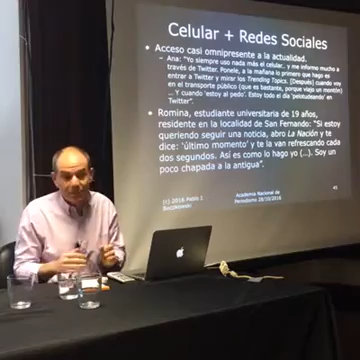 Celular + Redes Sociales
• Acceso casi omnipresente a la actualidad.
– Ana: "Yo siempre uso nada más el celular... y me informo mucho a
través de Twitter. Ponele, a la mañana lo primero que hago es
entrar a Twitter y mirar los Trending Topics. [Después] cuando voy
en el transporte público (que es bastante, porque viajo un montón)
... Y cuando 'estoy al pedo'. Estoy todo el día 'pelotudeando' en
Twitter".
• Romina, estudiante universitaria de 19 años,
residente en la localidad de San Fernando: "Si estoy
queriendo seguir una noticia, abro La Nación y te
dice: 'último momento' y te la van refrescando cada
dos segundos. Así es como lo hago yo (...). Soy un
poco chapada a la antigua".
(c) 2016 Pablo J.
Boczkowski
Academia Nacional de
Periodismo 28/10/2016